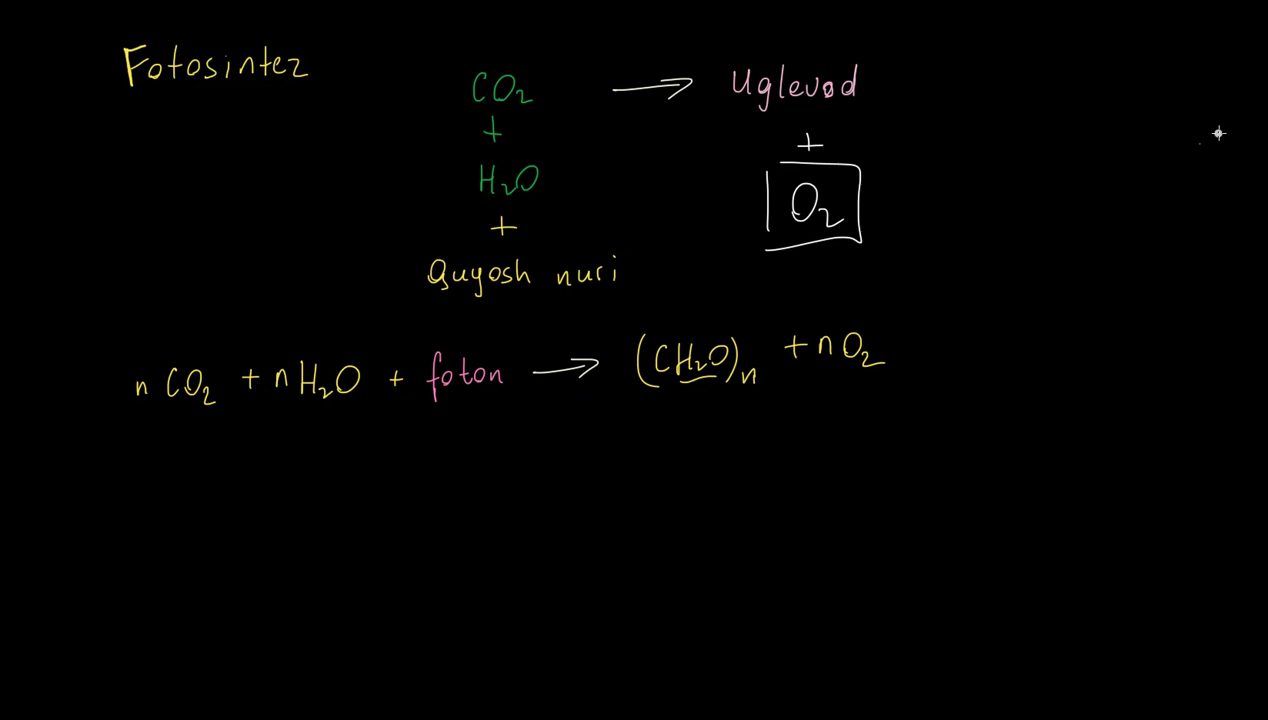 Fotosintez
CO₂ → Uglevod
+ +
H₂O O₂
+
Quyosh nuri
n CO₂ + n H₂O + foton → (CH₂O)n + n O₂